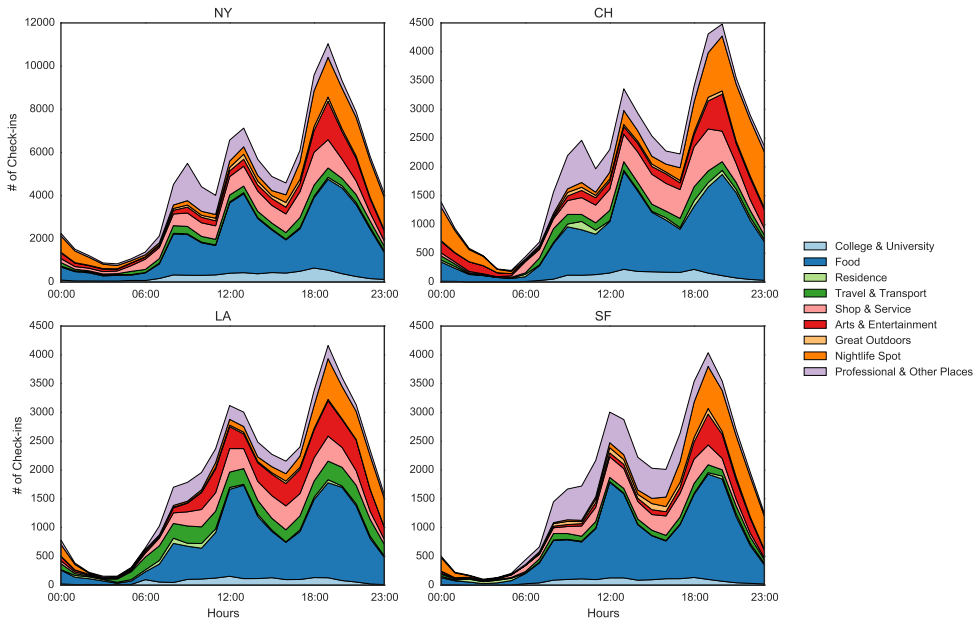 NY
12000
10000
8000
6000
4000
2000
0
# of Check-ins
00:00 06:00 12:00 18:00 23:00
CH
4500
4000
3500
3000
2500
2000
1500
1000
500
0
00:00 06:00 12:00 18:00 23:00
LA
4500
4000
3500
3000
2500
2000
1500
1000
500
0
# of Check-ins
00:00 06:00 12:00 18:00 23:00
Hours
SF
4500
4000
3500
3000
2500
2000
1500
1000
500
0
00:00 06:00 12:00 18:00 23:00
Hours
College & University
Food
Residence
Travel & Transport
Shop & Service
Arts & Entertainment
Great Outdoors
Nightlife Spot
Professional & Other Places